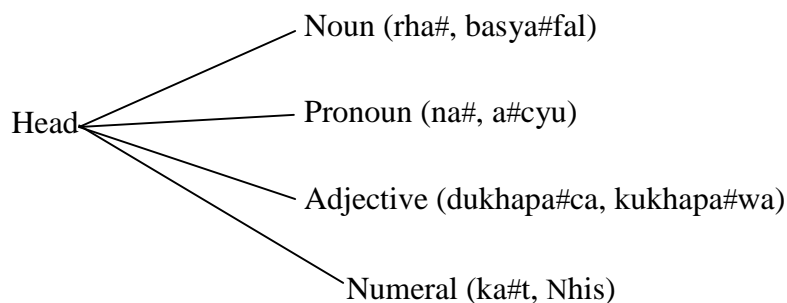 Noun (rha#, basya#fal)
Pronoun (na#, a#cyu)
Head
Adjective (dukhapa#ca, kukhapa#wa)
Numeral (ka#t, Nhis)